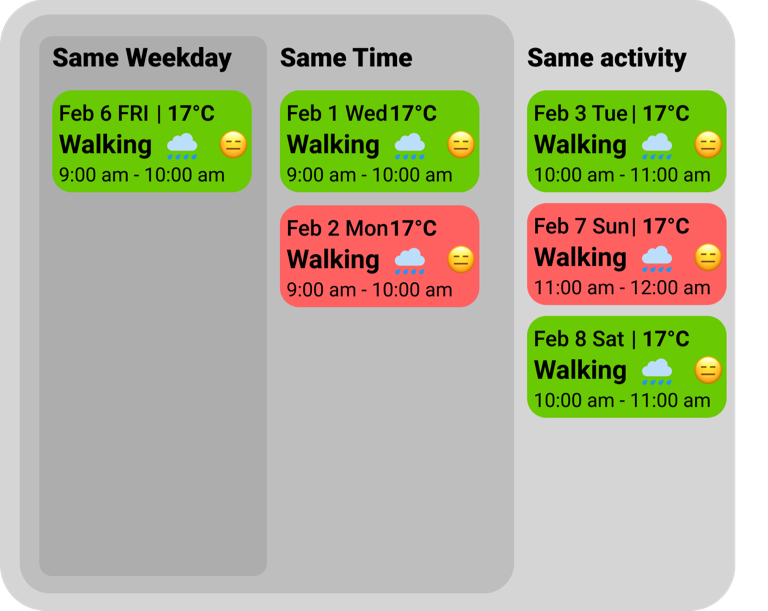 Same Weekday
Feb 6 FRI | 17°C
Walking
9:00 am - 10:00 am
Same Time
Feb 1 Wed17°C
Walking
9:00 am - 10:00 am
Feb 2 Mon17°C
Walking
9:00 am - 10:00 am
Same activity
Feb 3 Tue| 17°C
Walking
10:00 am - 11:00 am
Feb 7 Sun| 17°C
Walking
11:00 am - 12:00 am
Feb 8 Sat | 17°C
Walking
10:00 am - 11:00 am